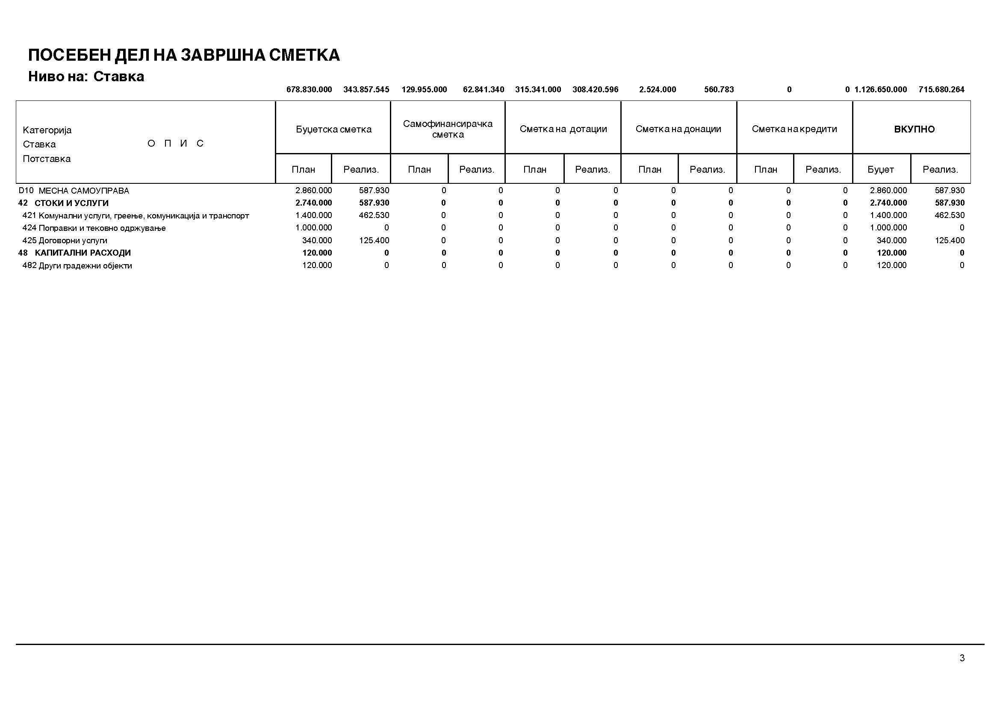 ПОСЕБЕН ДЕЛ НА ЗАВРШНА СМЕТКА
Ниво на: Ставка
678.830.000 343.857.545 129.955.000 62.841.340 315.341.000 308.420.596 2.524.000 560.783 0 0 1.126.650.000 715.680.264
Категорија
Ставка
Потставка
О П И С
Буџетска сметка
Самофинансирачка
сметка
Сметка на дотации
Сметка на донации
Сметка на кредити
ВКУПНО
План Реализ. План Реализ. План Реализ. План Реализ. План Реализ. Буџет Реализ.
D10 МЕСНА САМОУПРАВА 2.860.000 587.930 0 0 0 0 0 0 0 0 2.860.000 587.930
42 СТОКИ И УСЛУГИ 2.740.000 587.930 0 0 0 0 0 0 0 0 2.740.000 587.930
421 Комунални услуги, греење, комуникација и транспорт 1.400.000 462.530 0 0 0 0 0 0 0 0 1.400.000 462.530
424 Поправки и тековно одржување 1.000.000 0 0 0 0 0 0 0 0 0 1.000.000 0
425 Договорни услуги 340.000 125.400 0 0 0 0 0 0 0 0 340.000 125.400
48 КАПИТАЛНИ РАСХОДИ 120.000 0 0 0 0 0 0 0 0 0 120.000 0
482 Други градежни објекти 120.000 0 0 0 0 0 0 0 0 0 120.000 0
3